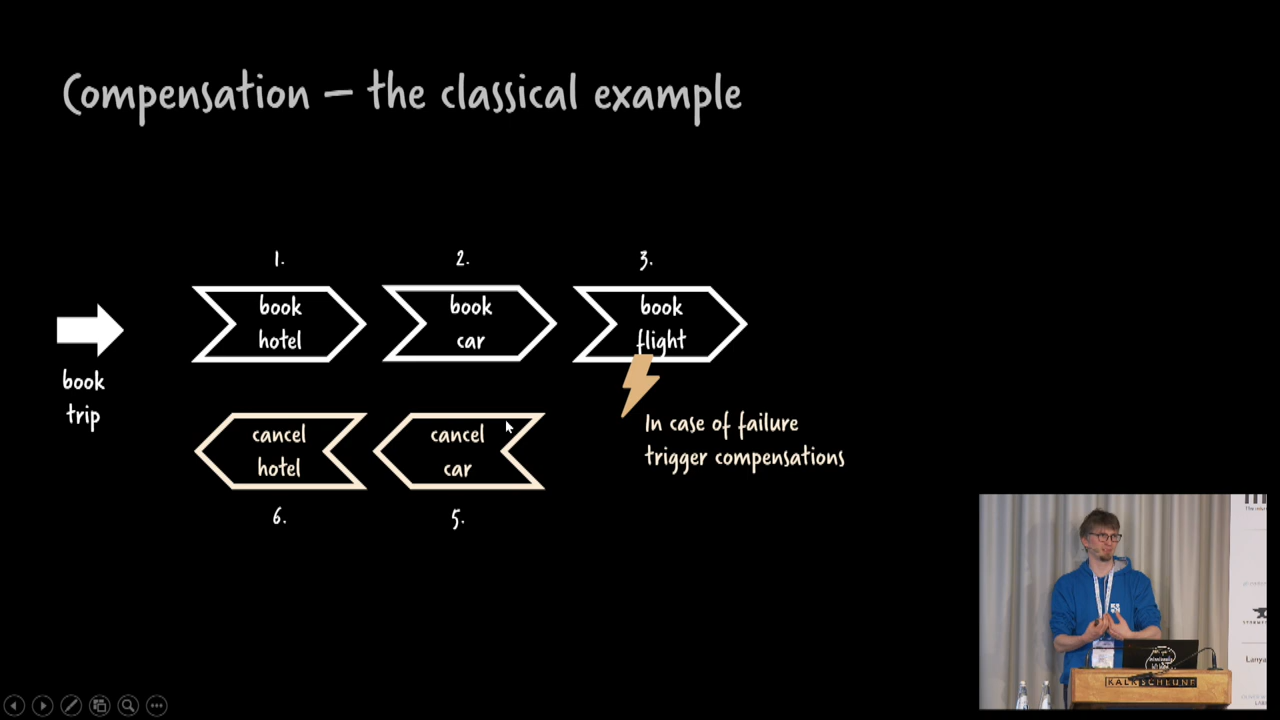 Compensation – the classical example
1.
2.
3.
book
hotel
book
car
book
flight
book
trip
cancel
hotel
cancel
car
In case of failure
trigger compensations
6.
5.
KALKSCHEUNE
Lanya